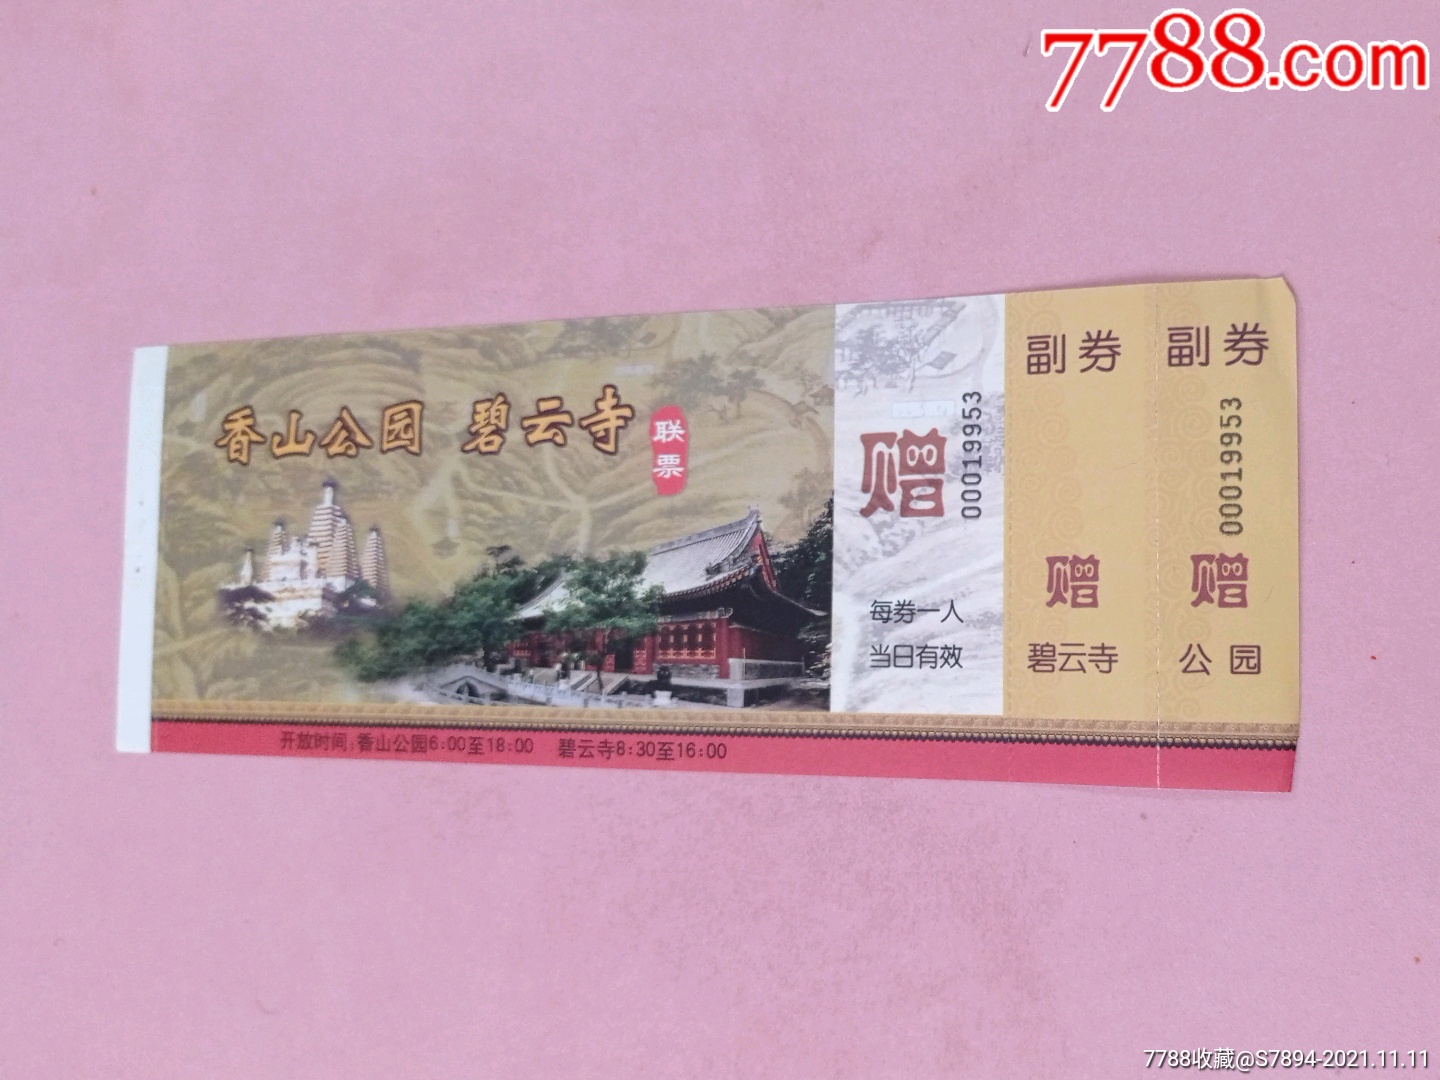 7788.com
香山公园 碧云寺
联票
赠
00019953
每券一人
当日有效
副券
赠
碧云寺
副券
00019953
赠
公园
开放时间:香山公园6:00至18:00 碧云寺8:30至16:00
7788收藏@S7894-2021.11.11